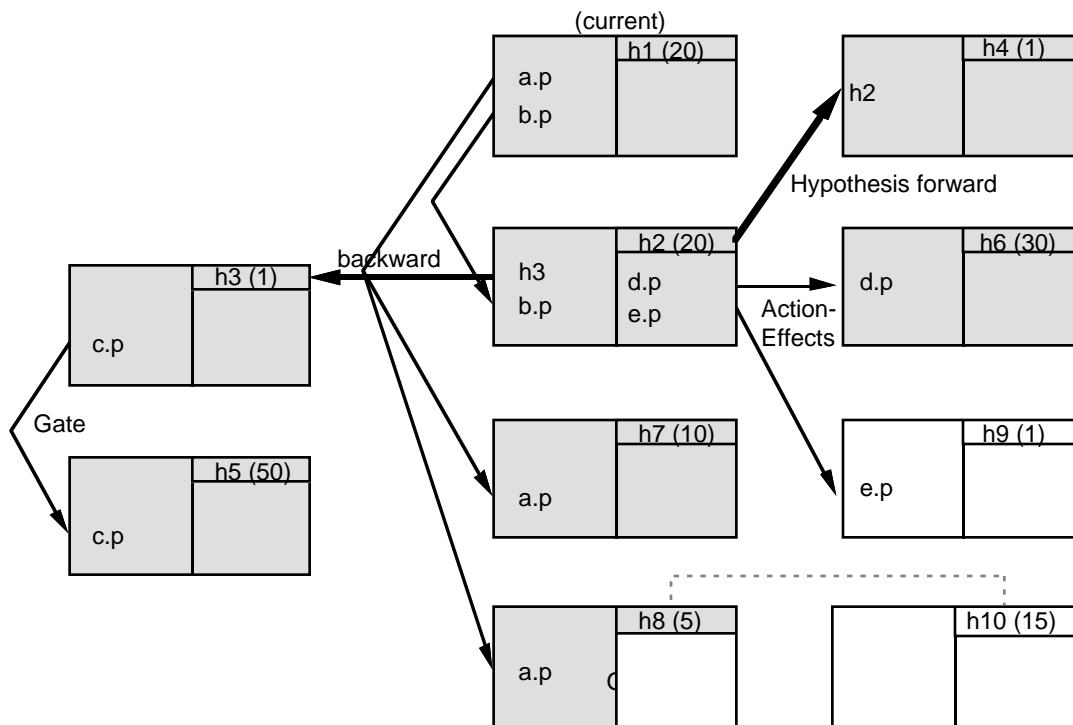 (current)
h1 (20)
a.p
b.p
h4 (1)
h2
Hypothesis forward
backward
h3 (1)
c.p
h2 (20)
h3
b.p
d.p
e.p
h6 (30)
d.p
Action-
Effects
Gate
h5 (50)
c.p
h7 (10)
a.p
h9 (1)
e.p
h8 (5)
a.p
h10 (15)